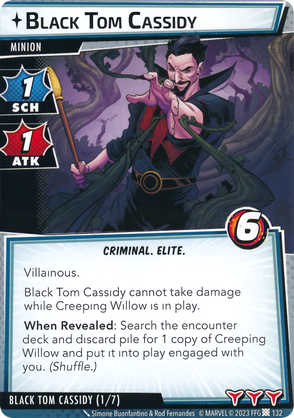 Black Tom Cassidy
MINION
1
SCH
1
ATK
6
CRIMINAL. ELITE.
Villainous.
Black Tom Cassidy cannot take damage
while Creeping Willow is in play.
When Revealed: Search the encounter
deck and discard pile for 1 copy of Creeping
Willow and put it into play engaged with
you. (Shuffle.)
BLACK TOM CASSIDY (1/7)
Simone Buonfantino & Rod Fernandes
© MARVEL © 2023 FFG
132